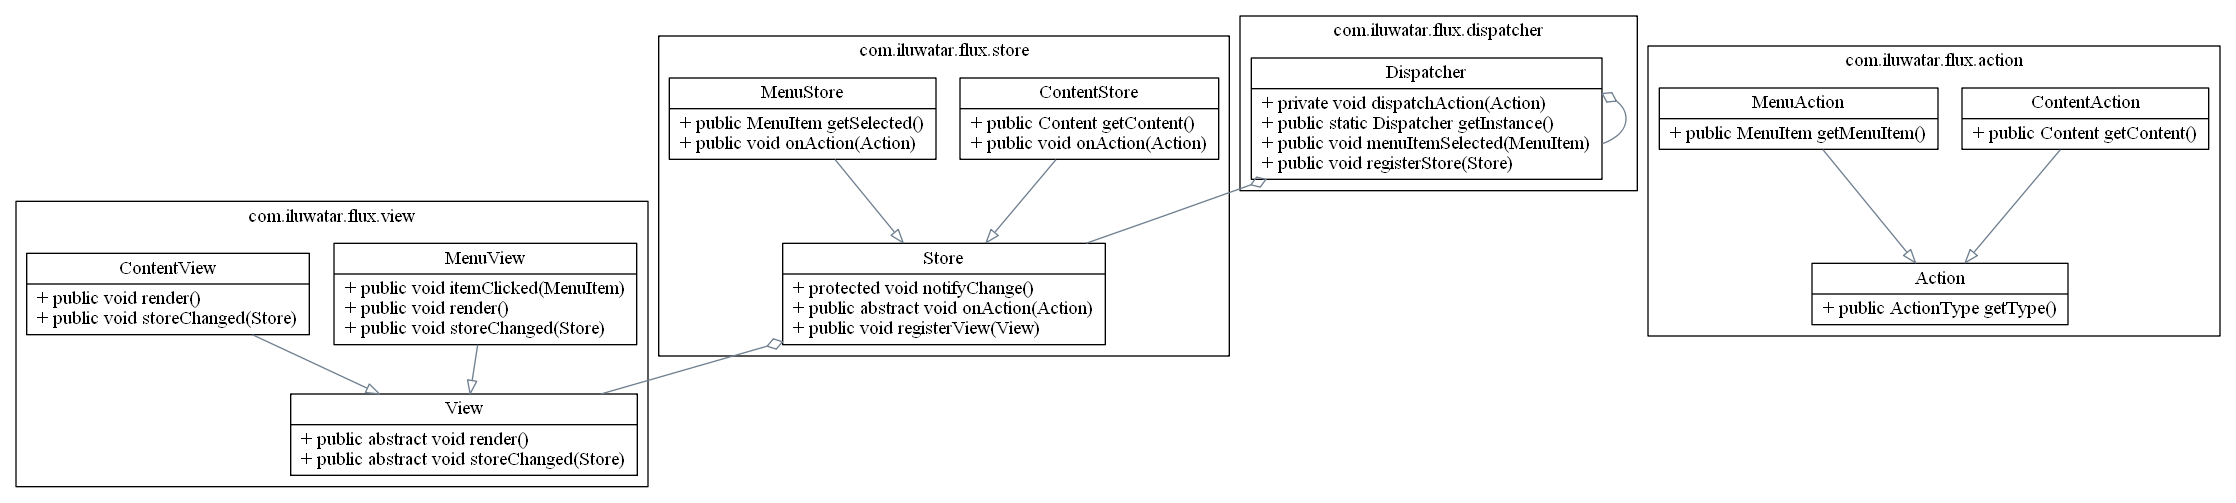 com.iluwatar.flux.view
ContentView
+ public void render()
+ public void storeChanged(Store)
MenuView
+ public void itemClicked(MenuItem)
+ public void render()
+ public void storeChanged(Store)
View
+ public abstract void render()
+ public abstract void storeChanged(Store)
com.iluwatar.flux.store
MenuStore
+ public MenuItem getSelected()
+ public void onAction(Action)
ContentStore
+ public Content getContent()
+ public void onAction(Action)
Store
+ protected void notifyChange()
+ public abstract void onAction(Action)
+ public void registerView(View)
com.iluwatar.flux.dispatcher
Dispatcher
+ private void dispatchAction(Action)
+ public static Dispatcher getInstance()
+ public void menuItemSelected(MenuItem)
+ public void registerStore(Store)
com.iluwatar.flux.action
MenuAction
+ public MenuItem getMenuItem()
ContentAction
+ public Content getContent()
Action
+ public ActionType getType()